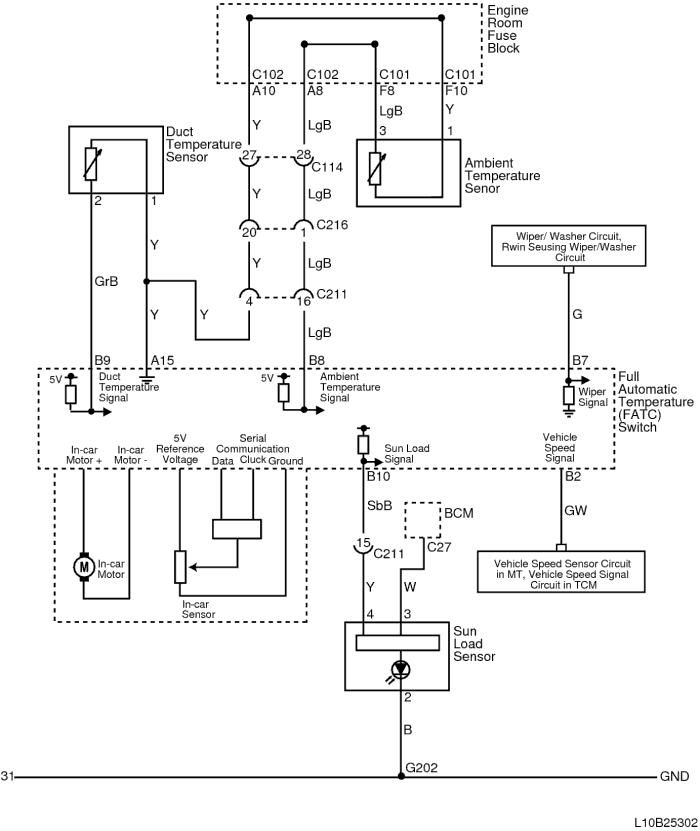 Engine
Room
Fuse
Block
C102
C102
C101
C101
A10
A8
F8
F10
Y
LgB
LgB
Y
3
1
Duct
Temperature
Sensor
27
28
C114
Ambient
Temperature
Senor
2
1
Y
LgB
20
1
C216
Wiper/ Washer Circuit,
Rwin Seusing Wiper/Washer
Circuit
Y
Y
LgB
GrB
4
16
C211
Y
Y
G
LgB
B9
A15
B8
B7
5V
Duct
Temperature
Signal
5V
Ambient
Temperature
Signal
Wiper
Signal
Full
Automatic
Temperature
(FATC)
Switch
In-car
Motor +
In-car
Motor -
5V
Reference
Voltage
Serial
Communication
Data
Cluck
Ground
Sun Load
Signal
Vehicle
Speed
Signal
B10
B2
SbB
BCM
GW
15
C211
C27
M
In-car
Motor
In-car
Sensor
Vehicle Speed Sensor Circuit
in MT, Vehicle Speed Signal
Circuit in TCM
Y
W
4
3
Sun
Load
Sensor
2
B
G202
31
GND
L10B25302